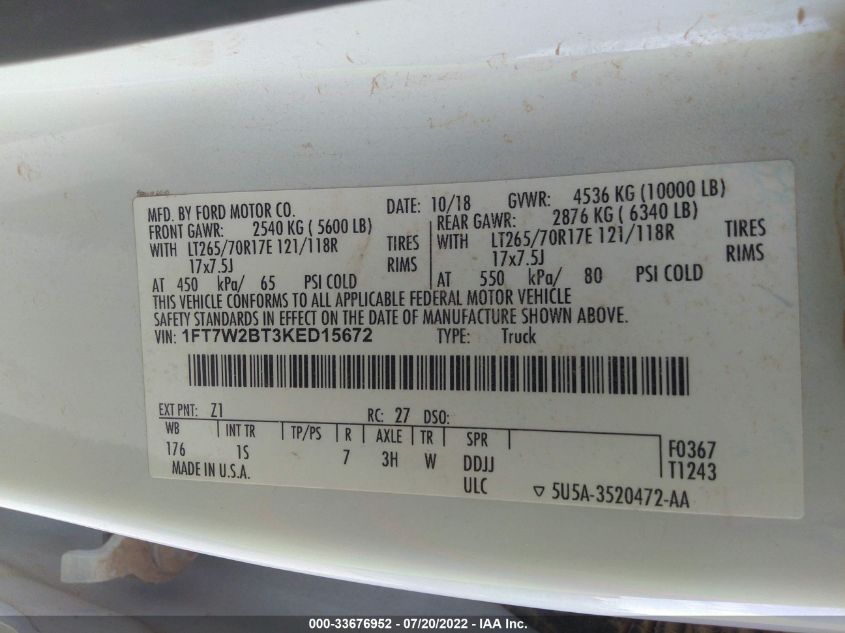 MFD. BY FORD MOTOR CO. DATE: 10/18 GVWR: 4536 KG (10000 LB)
FRONT GAWR: 2540 KG ( 5600 LB) REAR GAWR: 2876 KG ( 6340 LB)
WITH LT265/70R17E 121/118R TIRES WITH LT265/70R17E 121/118R TIRES
17x7.5J RIMS 17x7.5J RIMS
AT 450 kPa/ 65 PSI COLD AT 550 kPa/ 80 PSI COLD
THIS VEHICLE CONFORMS TO ALL APPLICABLE FEDERAL MOTOR VEHICLE
SAFETY STANDARDS IN EFFECT ON THE DATE OF MANUFACTURE SHOWN ABOVE.
VIN: 1FT7W2BT3KED15672 TYPE: Truck
EXT PNT: Z1 RC: 27 DSO:
WB INT TR TP/PS R AXLE TR SPR F0367
176 1S 7 3H W DDJJ T1243
MADE IN U.S.A. ULC ▽ 5U5A-3520472-AA
000-33676952 / 07/20/2022 - IAA Inc.